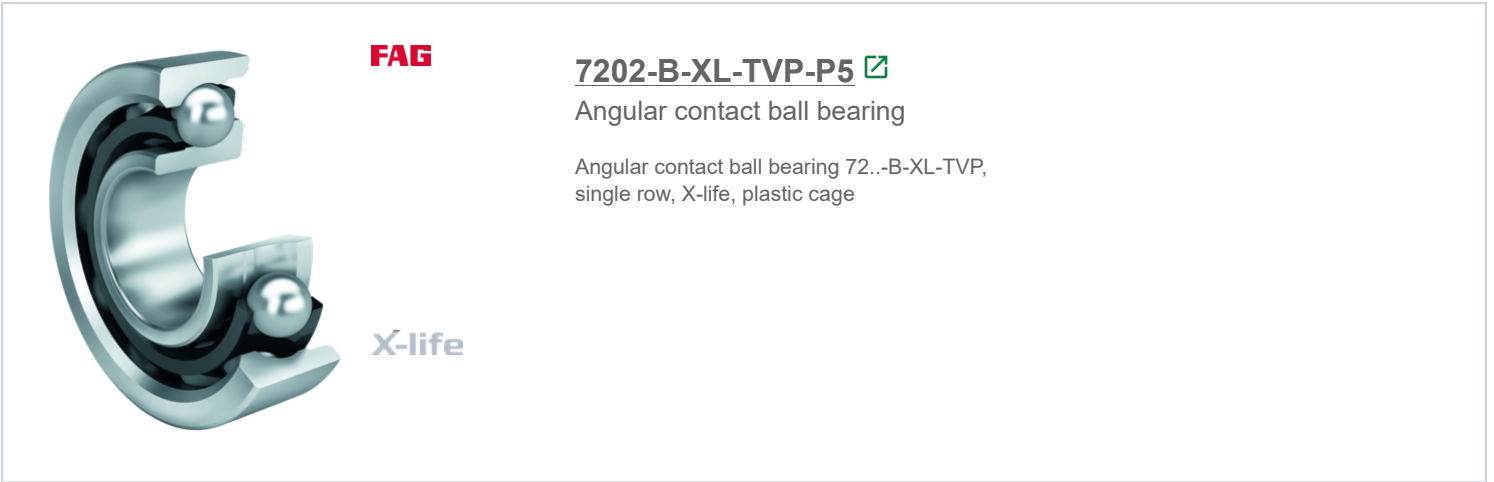 FAG
7202-B-XL-TVP-P5
Angular contact ball bearing
Angular contact ball bearing 72..-B-XL-TVP,
single row, X-life, plastic cage
X-life